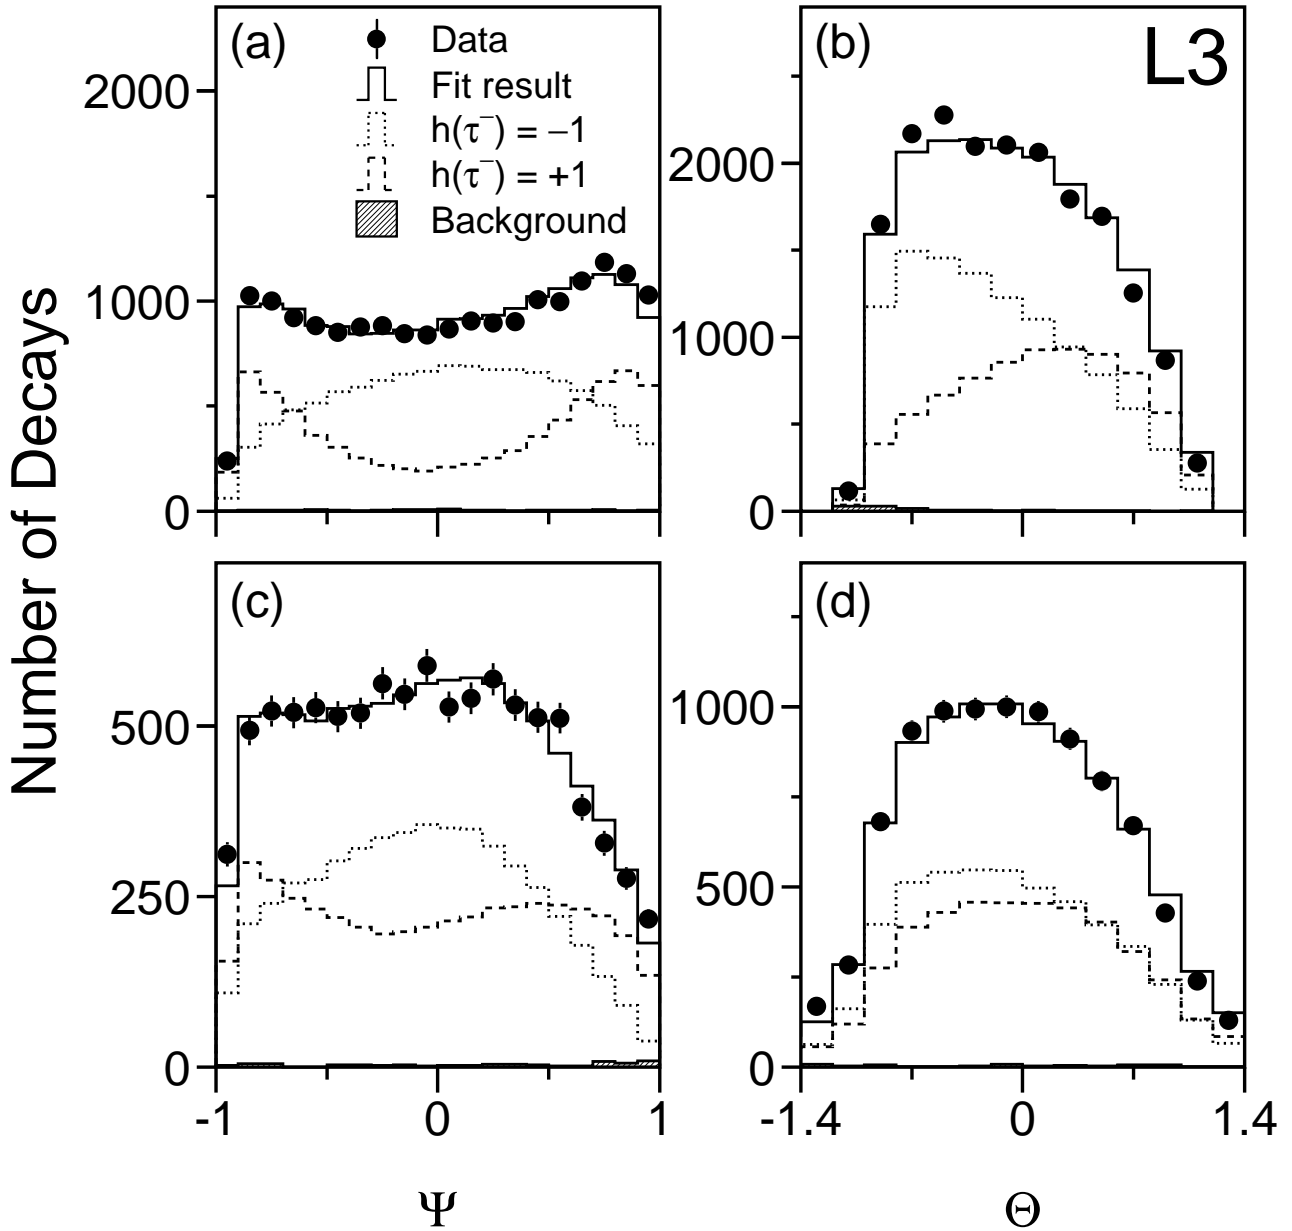 (a)
Data
Fit result
h(τ⁻) = −1
h(τ⁻) = +1
Background
2000
1000
0
(b)
L3
2000
1000
0
Number of Decays
(c)
500
250
0
-1
0
1
Ψ
(d)
1000
500
0
-1.4
0
1.4
Θ